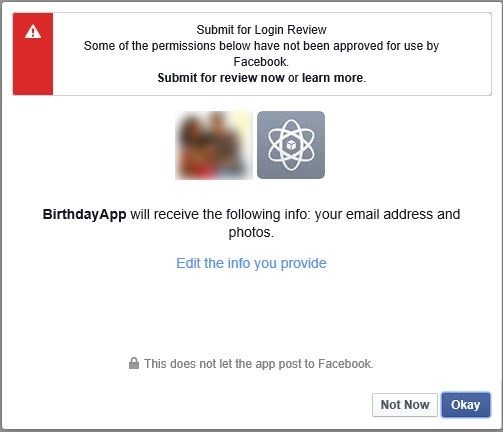 Submit for Login Review
Some of the permissions below have not been approved for use by
Facebook.
Submit for review now or learn more.
BirthdayApp will receive the following info: your email address and
photos.
Edit the info you provide
This does not let the app post to Facebook.
Not Now
Okay